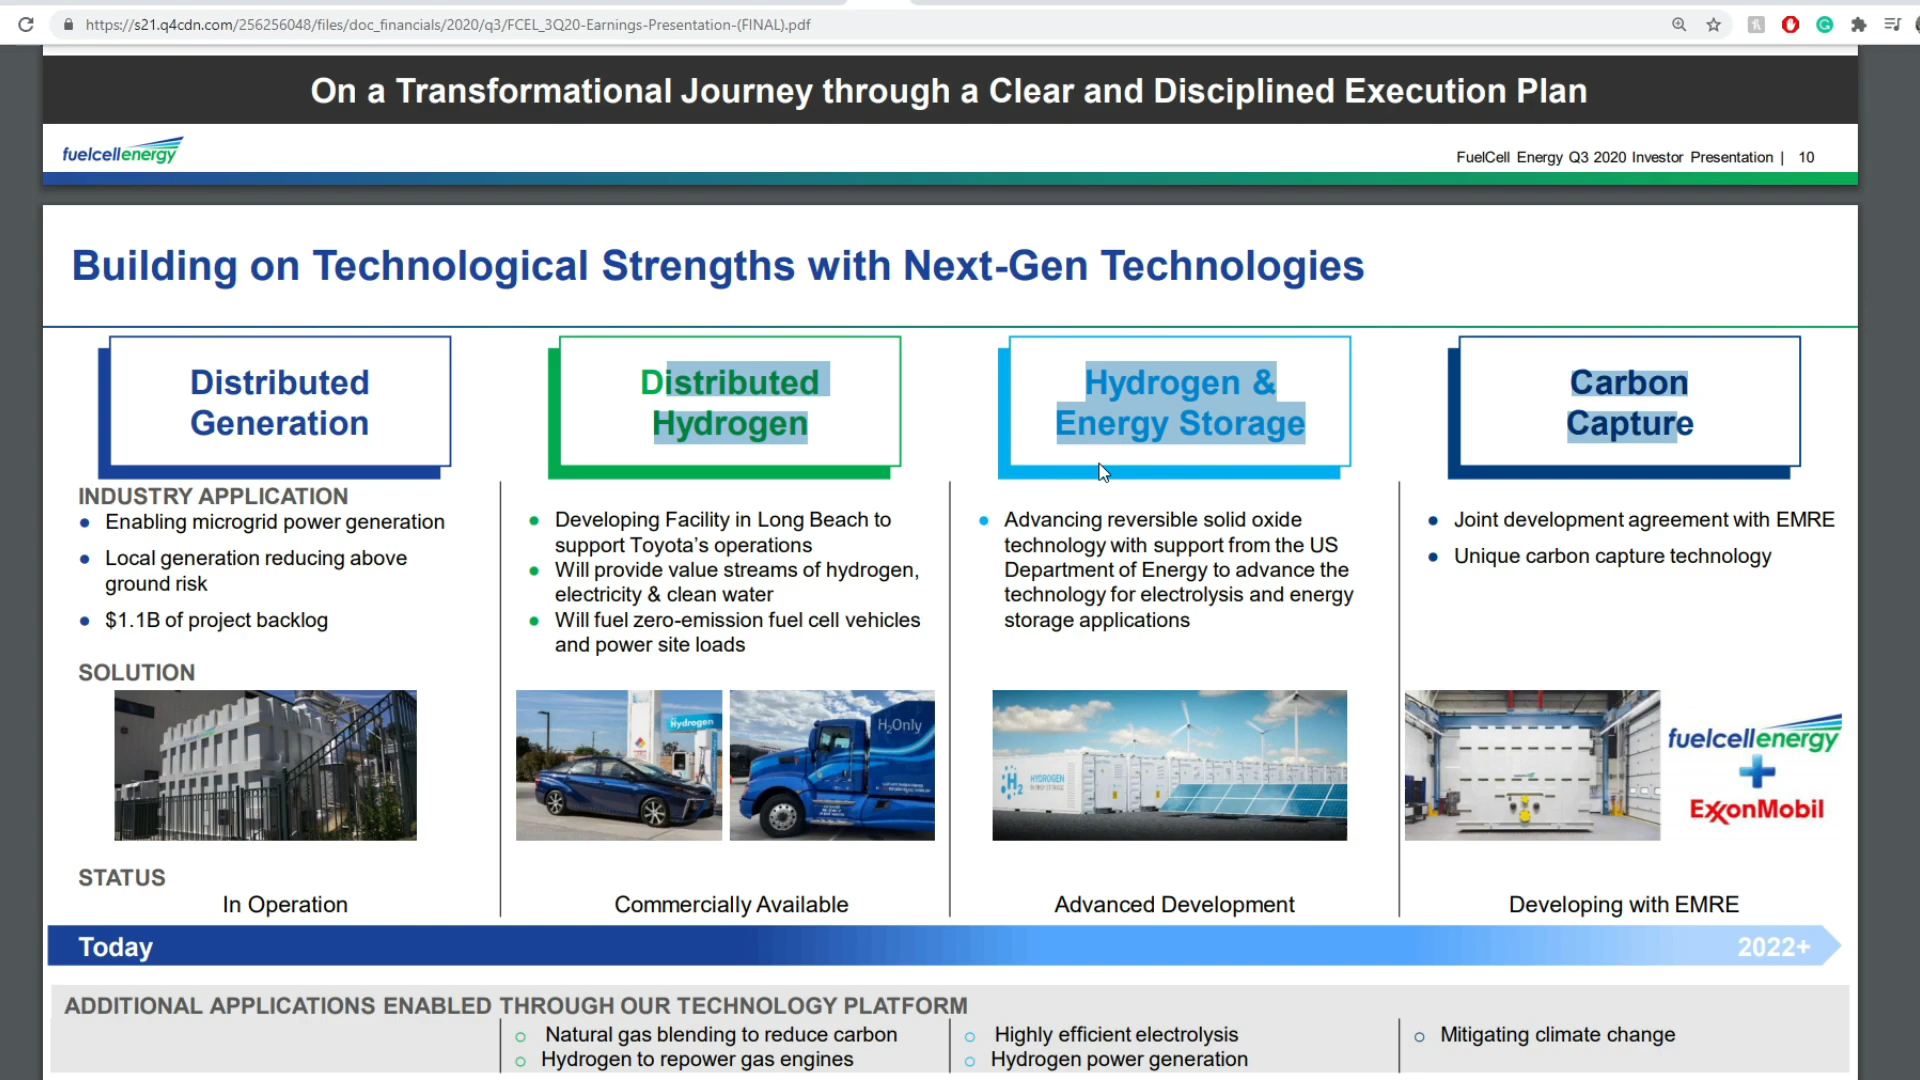 https://s21.q4cdn.com/256256048/files/doc_financials/2020/q3/FCEL_3Q20-Earnings-Presentation-(FINAL).pdf
On a Transformational Journey through a Clear and Disciplined Execution Plan
fuelcellenergy
FuelCell Energy Q3 2020 Investor Presentation | 10
Building on Technological Strengths with Next-Gen Technologies
Distributed
Generation
Distributed
Hydrogen
Hydrogen &
Energy Storage
Carbon
Capture
INDUSTRY APPLICATION
● Enabling microgrid power generation
● Local generation reducing above
ground risk
● $1.1B of project backlog
● Developing Facility in Long Beach to
support Toyota's operations
● Will provide value streams of hydrogen,
electricity & clean water
● Will fuel zero-emission fuel cell vehicles
and power site loads
● Advancing reversible solid oxide
technology with support from the US
Department of Energy to advance the
technology for electrolysis and energy
storage applications
● Joint development agreement with EMRE
● Unique carbon capture technology
SOLUTION
Hydrogen
H₂Only
H2
HYDROGEN
fuelcellenergy
+
ExxonMobil
STATUS
In Operation
Commercially Available
Advanced Development
Developing with EMRE
Today
2022+
ADDITIONAL APPLICATIONS ENABLED THROUGH OUR TECHNOLOGY PLATFORM
○ Natural gas blending to reduce carbon
○ Hydrogen to repower gas engines
○ Highly efficient electrolysis
○ Hydrogen power generation
○ Mitigating climate change